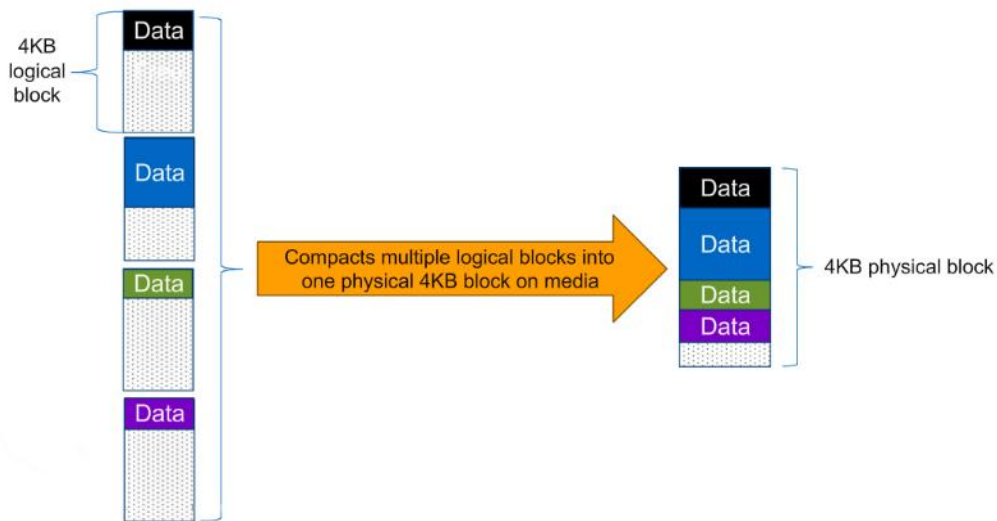 4KB
logical
block
Data
Data
Data
Data
Compacts multiple logical blocks into
one physical 4KB block on media
Data
Data
Data
Data
4KB physical block